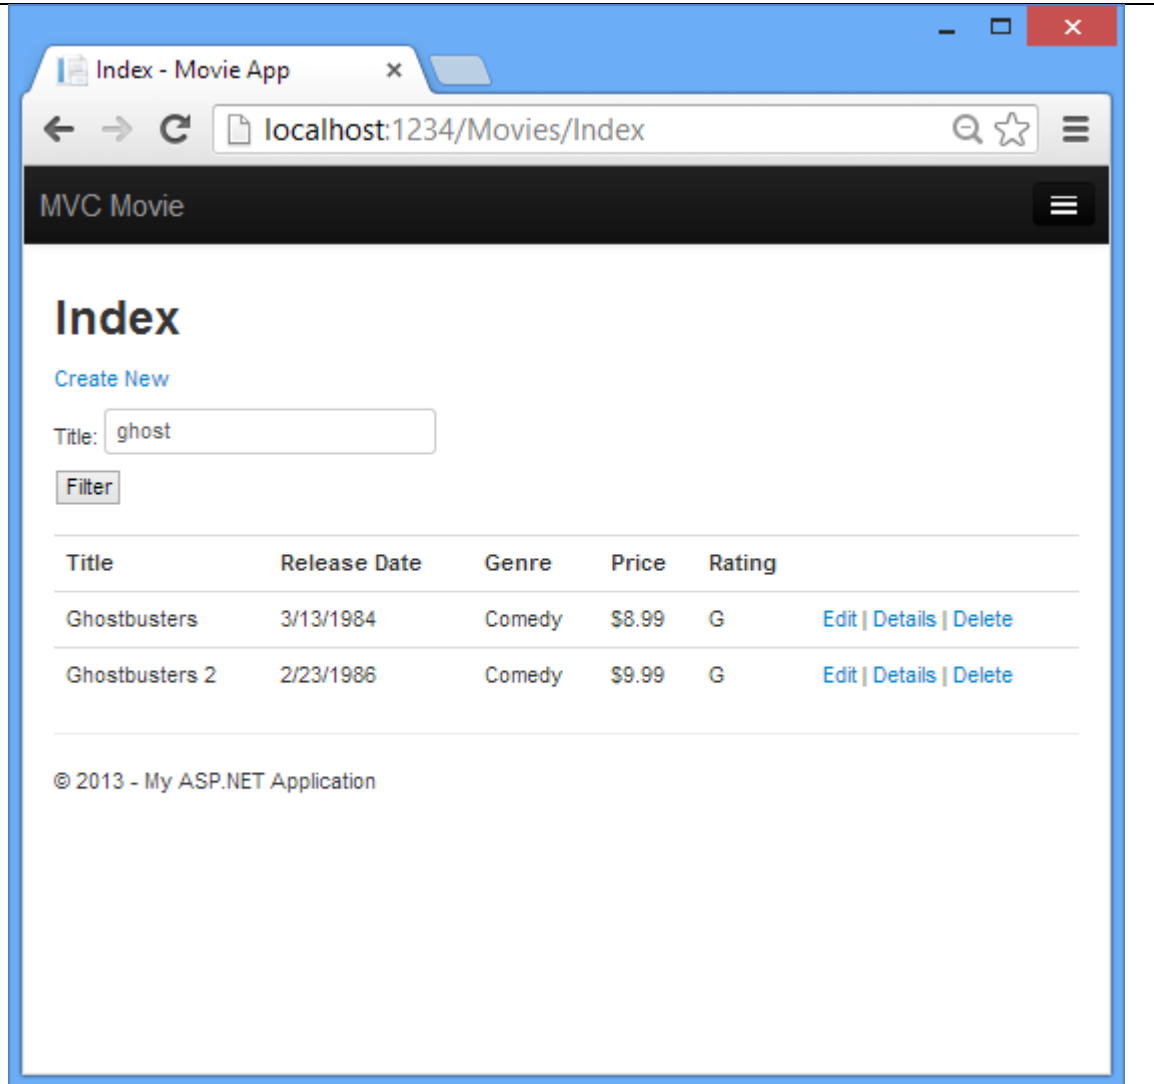 Index - Movie App
localhost:1234/Movies/Index
MVC Movie
Index
Create New
Title: ghost
Filter
Title Release Date Genre Price Rating
Ghostbusters 3/13/1984 Comedy $8.99 G Edit | Details | Delete
Ghostbusters 2 2/23/1986 Comedy $9.99 G Edit | Details | Delete
© 2013 - My ASP.NET Application